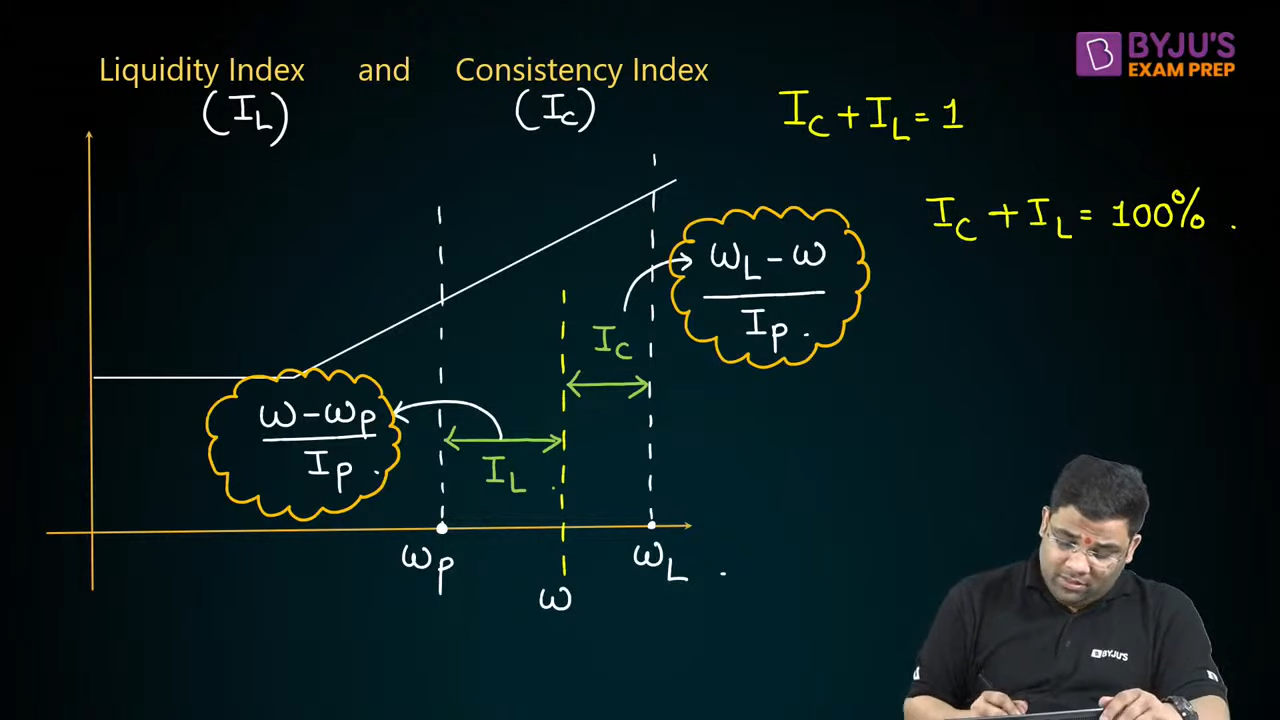 Liquidity Index and Consistency Index
(I_L) (I_C)
BYJU'S
EXAM PREP
I_C + I_L = 1
I_C + I_L = 100% .
ω_L - ω
I_P .
I_C
ω - ω_P
I_P .
I_L .
ω_P
ω
ω_L .
BYJU'S